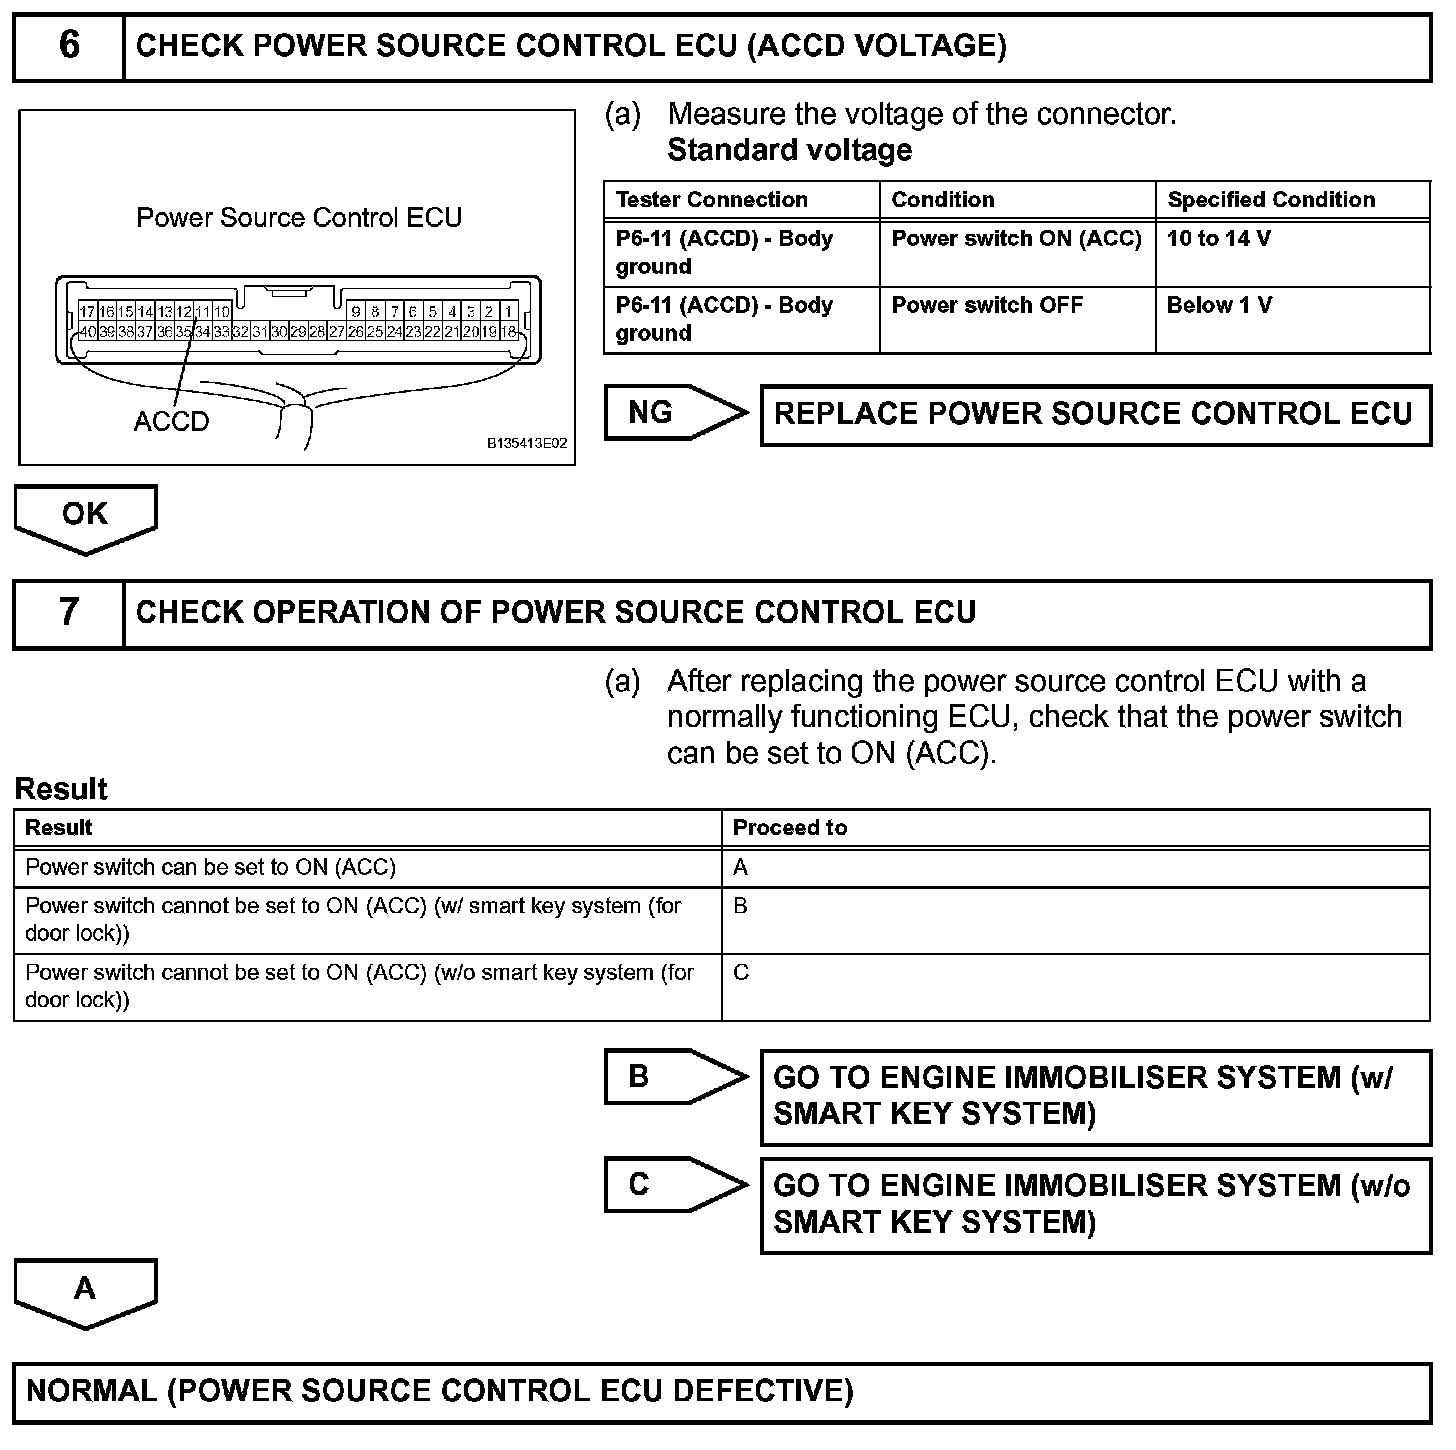 6 CHECK POWER SOURCE CONTROL ECU (ACCD VOLTAGE)
Power Source Control ECU
17 16 15 14 13 12 11 10 9 8 7 6 5 4 3 2 1
40 39 38 37 36 35 34 33 32 31 30 29 28 27 26 25 24 23 22 21 20 19 18
ACCD
B135413E02
(a) Measure the voltage of the connector.
Standard voltage
Tester Connection Condition Specified Condition
P6-11 (ACCD) - Body Power switch ON (ACC) 10 to 14 V
ground
P6-11 (ACCD) - Body Power switch OFF Below 1 V
ground
NG REPLACE POWER SOURCE CONTROL ECU
OK
7 CHECK OPERATION OF POWER SOURCE CONTROL ECU
(a) After replacing the power source control ECU with a
normally functioning ECU, check that the power switch
can be set to ON (ACC).
Result
Result Proceed to
Power switch can be set to ON (ACC) A
Power switch cannot be set to ON (ACC) (w/ smart key system (for B
door lock))
Power switch cannot be set to ON (ACC) (w/o smart key system (for C
door lock))
B GO TO ENGINE IMMOBILISER SYSTEM (w/
SMART KEY SYSTEM)
C GO TO ENGINE IMMOBILISER SYSTEM (w/o
SMART KEY SYSTEM)
A
NORMAL (POWER SOURCE CONTROL ECU DEFECTIVE)